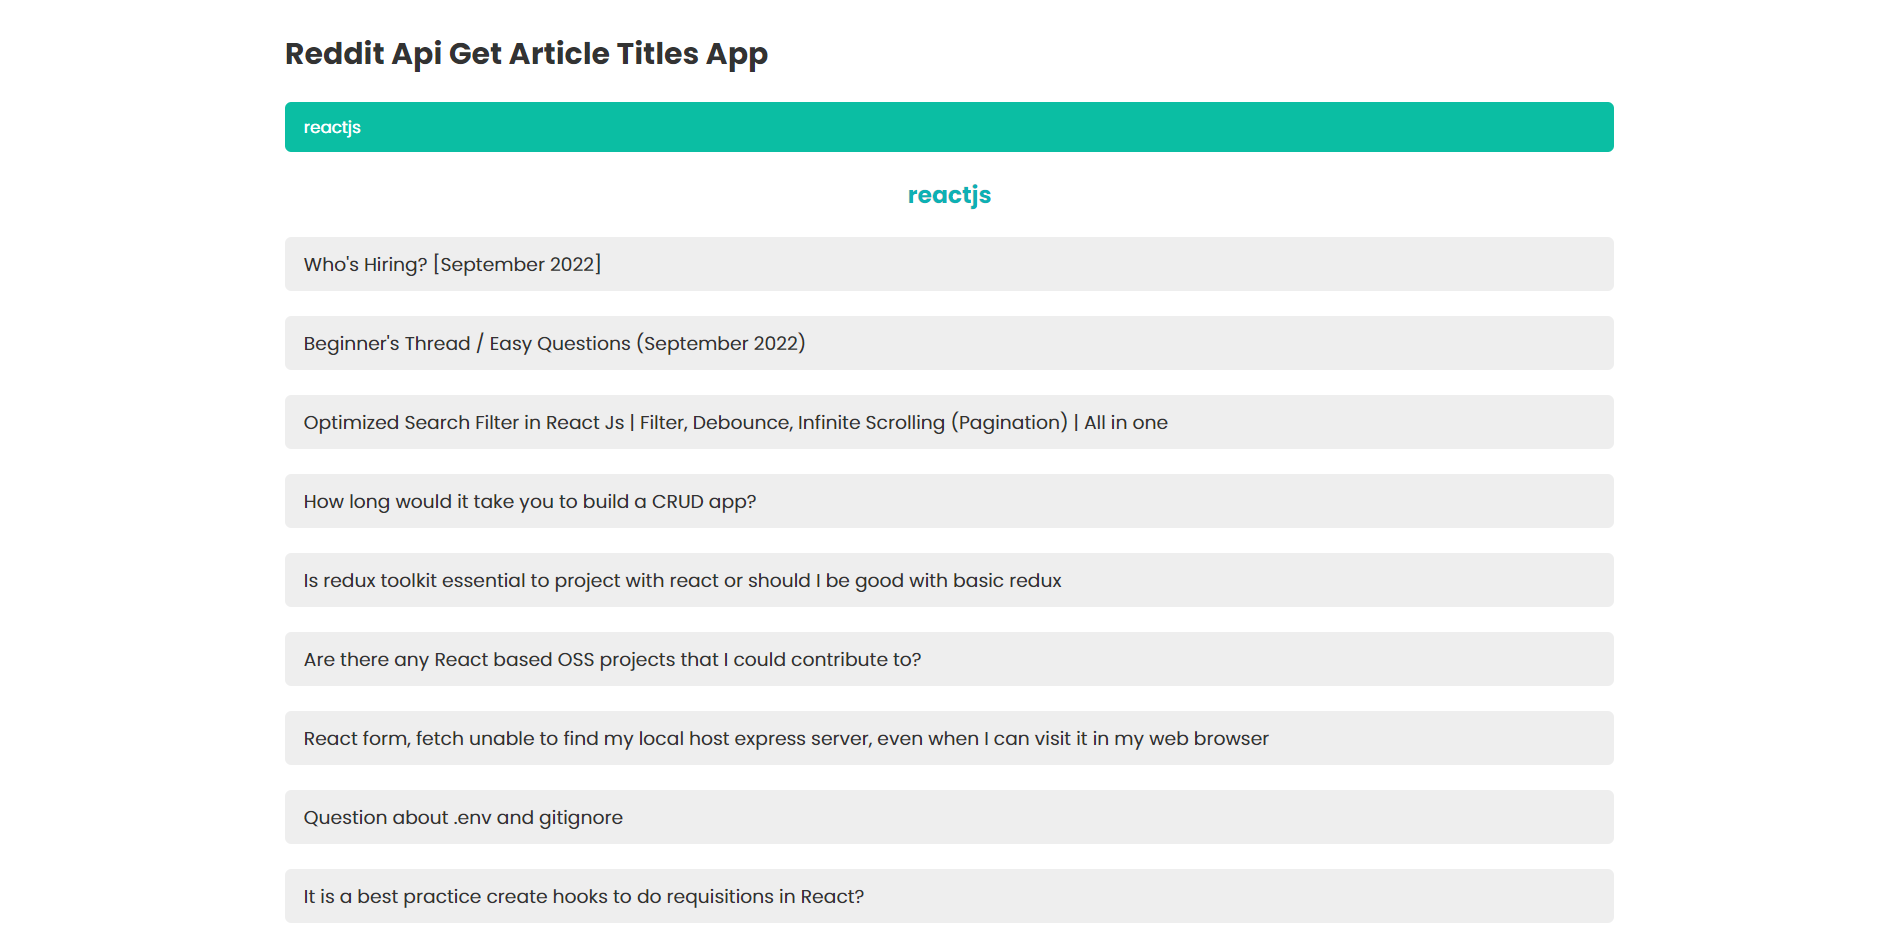 Reddit Api Get Article Titles App
reactjs
reactjs
Who's Hiring? [September 2022]
Beginner's Thread / Easy Questions (September 2022)
Optimized Search Filter in React Js | Filter, Debounce, Infinite Scrolling (Pagination) | All in one
How long would it take you to build a CRUD app?
Is redux toolkit essential to project with react or should I be good with basic redux
Are there any React based OSS projects that I could contribute to?
React form, fetch unable to find my local host express server, even when I can visit it in my web browser
Question about .env and gitignore
It is a best practice create hooks to do requisitions in React?